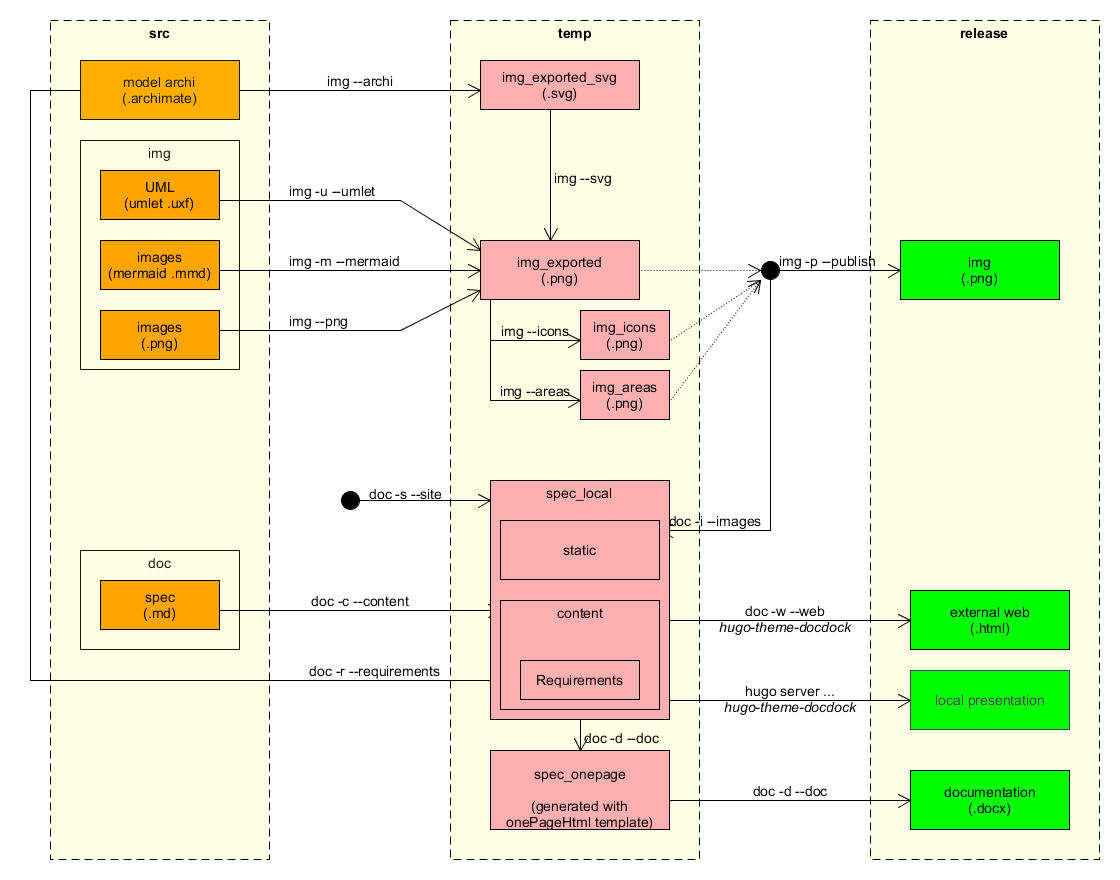 src
temp
release
model archi
(.archimate)
img --archi
img_exported_svg
(.svg)
img
UML
(umlet .uxf)
img -u --umlet
img --svg
images
(mermaid .mmd)
img -m --mermaid
img_exported
(.png)
img -p --publish
img
(.png)
images
(.png)
img --png
img --icons
img_icons
(.png)
img --areas
img_areas
(.png)
doc -s --site
spec_local
doc -i --images
static
doc
spec
(.md)
doc -c --content
content
doc -w --web
hugo-theme-docdock
external web
(.html)
doc -r --requirements
Requirements
hugo server ...
hugo-theme-docdock
local presentation
doc -d --doc
spec_onepage
(generated with
onePageHtml template)
doc -d --doc
documentation
(.docx)